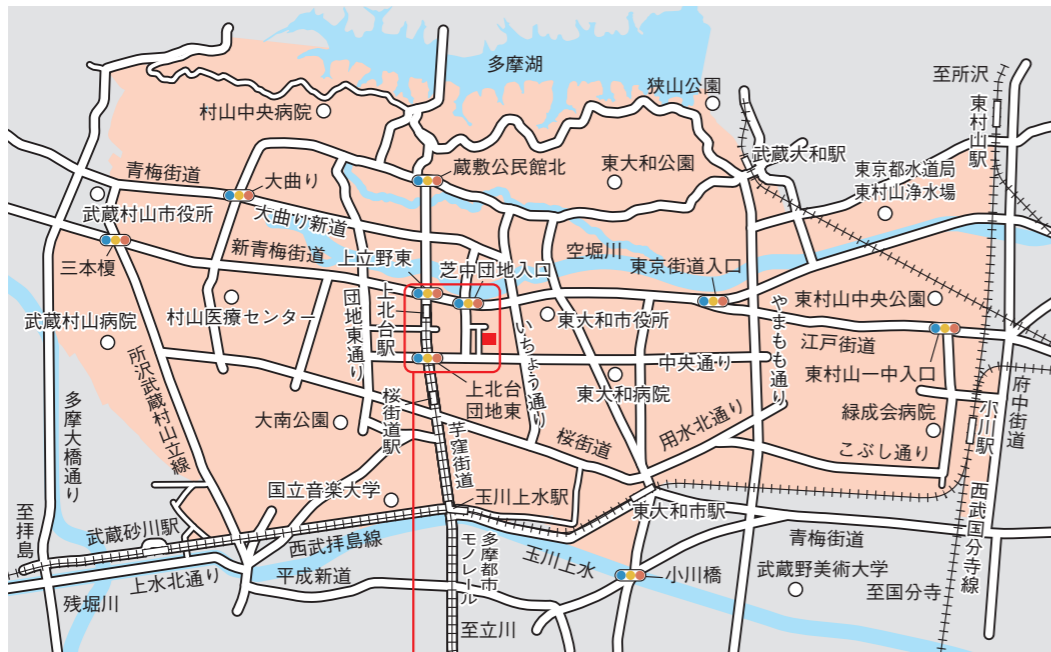 多摩湖
狭山公園
至所沢
東村山駅
村山中央病院
武蔵大和駅
東京都水道局
東村山浄水場
青梅街道
大曲り
蔵敷公民館北
東大和公園
武蔵村山市役所
大曲り新道
新青梅街道
空堀川
三本榎
上立野東
芝中団地入口
東京街道入口
上北台駅
団地東通り
いちょう通り
やまもも通り
東村山中央公園
武蔵村山病院
村山医療センター
東大和市役所
江戸街道
中央通り
東村山一中入口
所沢武蔵村山立線
上北台
団地東
東大和病院
府中街道
多摩大橋通り
大南公園
桜街道駅
芋窪街道
桜街道
用水北通り
緑成会病院
小川駅
こぶし通り
国立音楽大学
玉川上水駅
東大和市駅
西武国分寺線
至拝島
武蔵砂川駅
西武拝島線
多摩都市
モノレール
玉川上水
青梅街道
上水北通り
平成新道
小川橋
武蔵野美術大学
残堀川
至国分寺
至立川